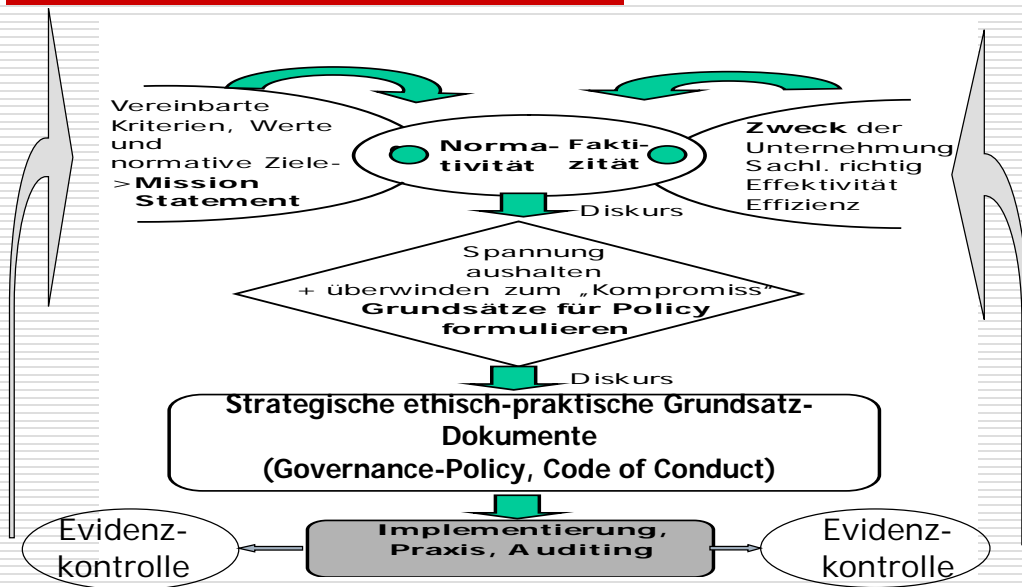 Vereinbarte
Kriterien, Werte
und
normative Ziele-
>Mission
Statement
Norma-
tivität
Fakti-
zität
Zweck der
Unternehmung
Sachl. richtig
Effektivität
Effizienz
Diskurs
Spannung
aushalten
+ überwinden zum „Kompromiss“
Grundsätze für Policy
formulieren
Diskurs
Strategische ethisch-praktische Grundsatz-
Dokumente
(Governance-Policy, Code of Conduct)
Implementierung,
Praxis, Auditing
Evidenz-
kontrolle
Evidenz-
kontrolle